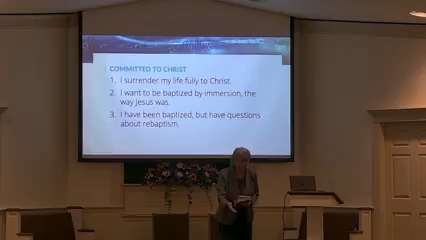 COMMITTED TO CHRIST
1. I surrender my life fully to Christ.
2. I want to be baptized by immersion, the
way Jesus was.
3. I have been baptized, but have questions
about rebaptism.